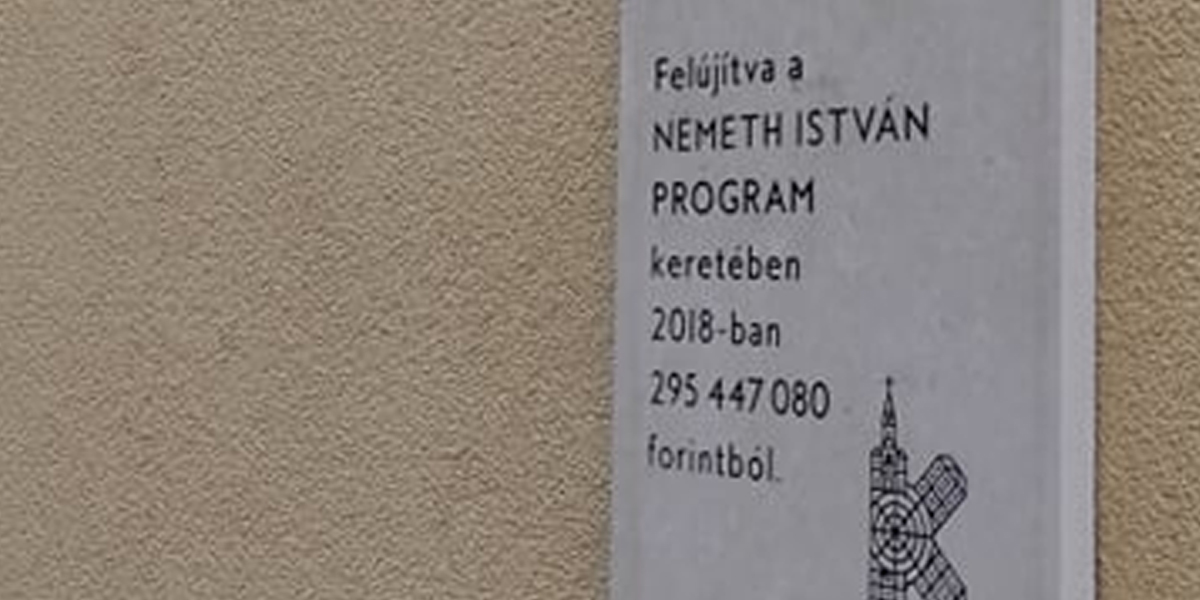 Felújítva a
NEMETH ISTVÁN
PROGRAM
keretében
2018-ban
295 447 080
forintból.